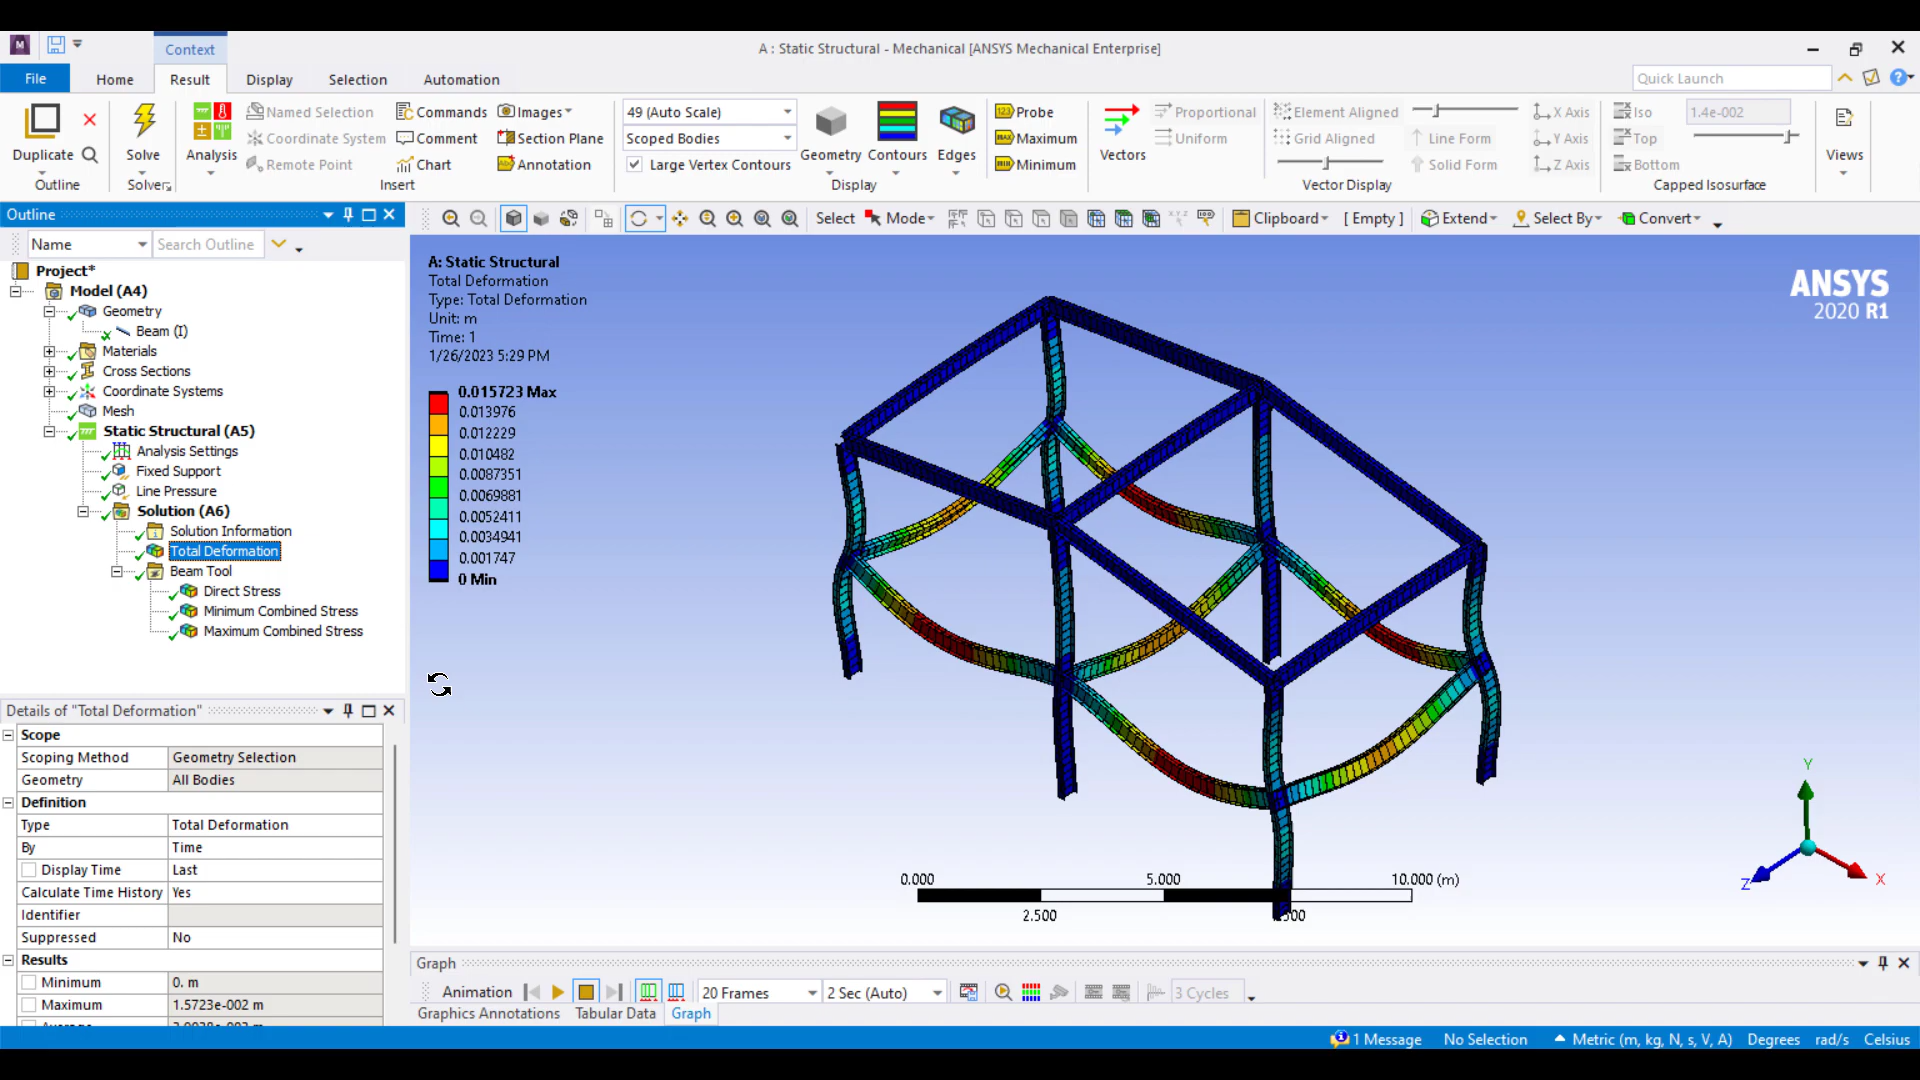 M
Context
A : Static Structural - Mechanical [ANSYS Mechanical Enterprise]
File Home Result Display Selection Automation
Quick Launch
Duplicate
Outline
Solve
Solver
Analysis
Named Selection
Coordinate System
Remote Point
Commands
Comment
Chart
Images
Section Plane
Annotation
Insert
49 (Auto Scale)
Scoped Bodies
Large Vertex Contours
Geometry Contours Edges
Display
Probe
Maximum
Minimum
Vectors
Proportional
Uniform
Element Aligned
Grid Aligned
Line Form
Solid Form
X Axis
Y Axis
Z Axis
Vector Display
Iso
Top
Bottom
1.4e-002
Capped Isosurface
Views
Outline
Name
Search Outline
Select Mode Clipboard [ Empty ] Extend Select By Convert
Project*
Model (A4)
Geometry
Beam (I)
Materials
Cross Sections
Coordinate Systems
Mesh
Static Structural (A5)
Analysis Settings
Fixed Support
Line Pressure
Solution (A6)
Solution Information
Total Deformation
Beam Tool
Direct Stress
Minimum Combined Stress
Maximum Combined Stress
A: Static Structural
Total Deformation
Type: Total Deformation
Unit: m
Time: 1
1/26/2023 5:29 PM
0.015723 Max
0.013976
0.012229
0.010482
0.0087351
0.0069881
0.0052411
0.0034941
0.001747
0 Min
ANSYS
2020 R1
Y
X
Z
0.000 5.000 10.000 (m)
2.500
Details of "Total Deformation"
Scope
Scoping Method Geometry Selection
Geometry All Bodies
Definition
Type Total Deformation
By Time
Display Time Last
Calculate Time History Yes
Identifier
Suppressed No
Results
Minimum 0. m
Maximum 1.5723e-002 m
Graph
Animation 20 Frames 2 Sec (Auto) 3 Cycles
Graphics Annotations Tabular Data Graph
1 Message No Selection Metric (m, kg, N, s, V, A) Degrees rad/s Celsius